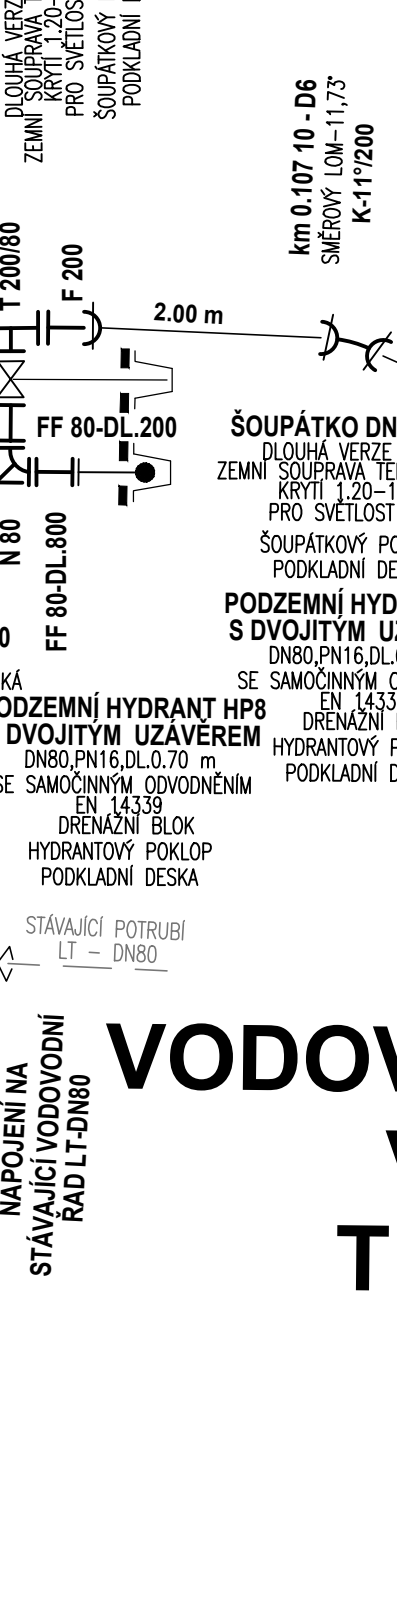 DLOUHÁ VERZ
ZEMNÍ SOUPRAVA T
KRYTÍ 1.20-
PRO SVĚTLOS
ŠOUPÁTKOVÝ
PODKLADNÍ
km 0.107 10 - D6
SMĚROVÝ LOM-11,73°
K-11°/200
T 200/80
F 200
2.00 m
FF 80-DL.200
N 80
FF 80-DL.800
ŠOUPÁTKO DN
DLOUHÁ VERZE
ZEMNÍ SOUPRAVA TE
KRYTÍ 1.20-1
PRO SVĚTLOST
ŠOUPÁTKOVÝ PO
PODKLADNÍ DE
PODZEMNÍ HYD
S DVOJITÝM UZ
DN80,PN16,DL.
SE SAMOČINNÝM O
EN 1433
DRENÁŽNÍ
HYDRANTOVÝ P
PODKLADNÍ D
0
KÁ
ODZEMNÍ HYDRANT HP8
DVOJITÝM UZÁVĚREM
DN80,PN16,DL.0.70 m
SE SAMOČINNÝM ODVODNĚNÍM
EN 14339
DRENÁŽNÍ BLOK
HYDRANTOVÝ POKLOP
PODKLADNÍ DESKA
STÁVAJÍCÍ POTRUBÍ
LT - DN80
NAPOJENÍ NA
STÁVAJÍCÍ VODOVODNÍ
ŘAD LT-DN80
VODOV
T